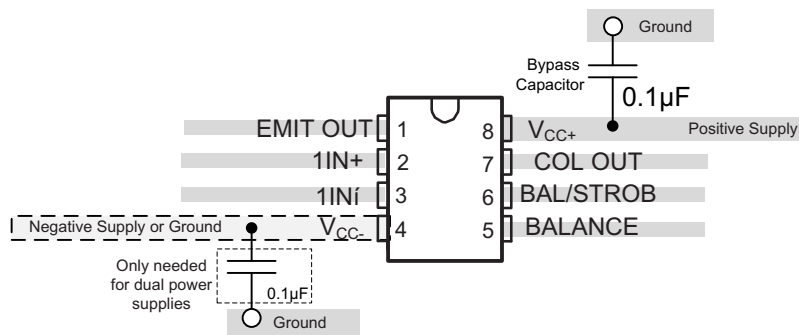 Ground
Bypass
Capacitor
0.1µF
EMIT OUT 1
8 VCC+ Positive Supply
1IN+ 2
7 COL OUT
1INí 3
6 BAL/STROB
Negative Supply or Ground VCC- 4
5 BALANCE
Only needed
for dual power
supplies
0.1µF
Ground